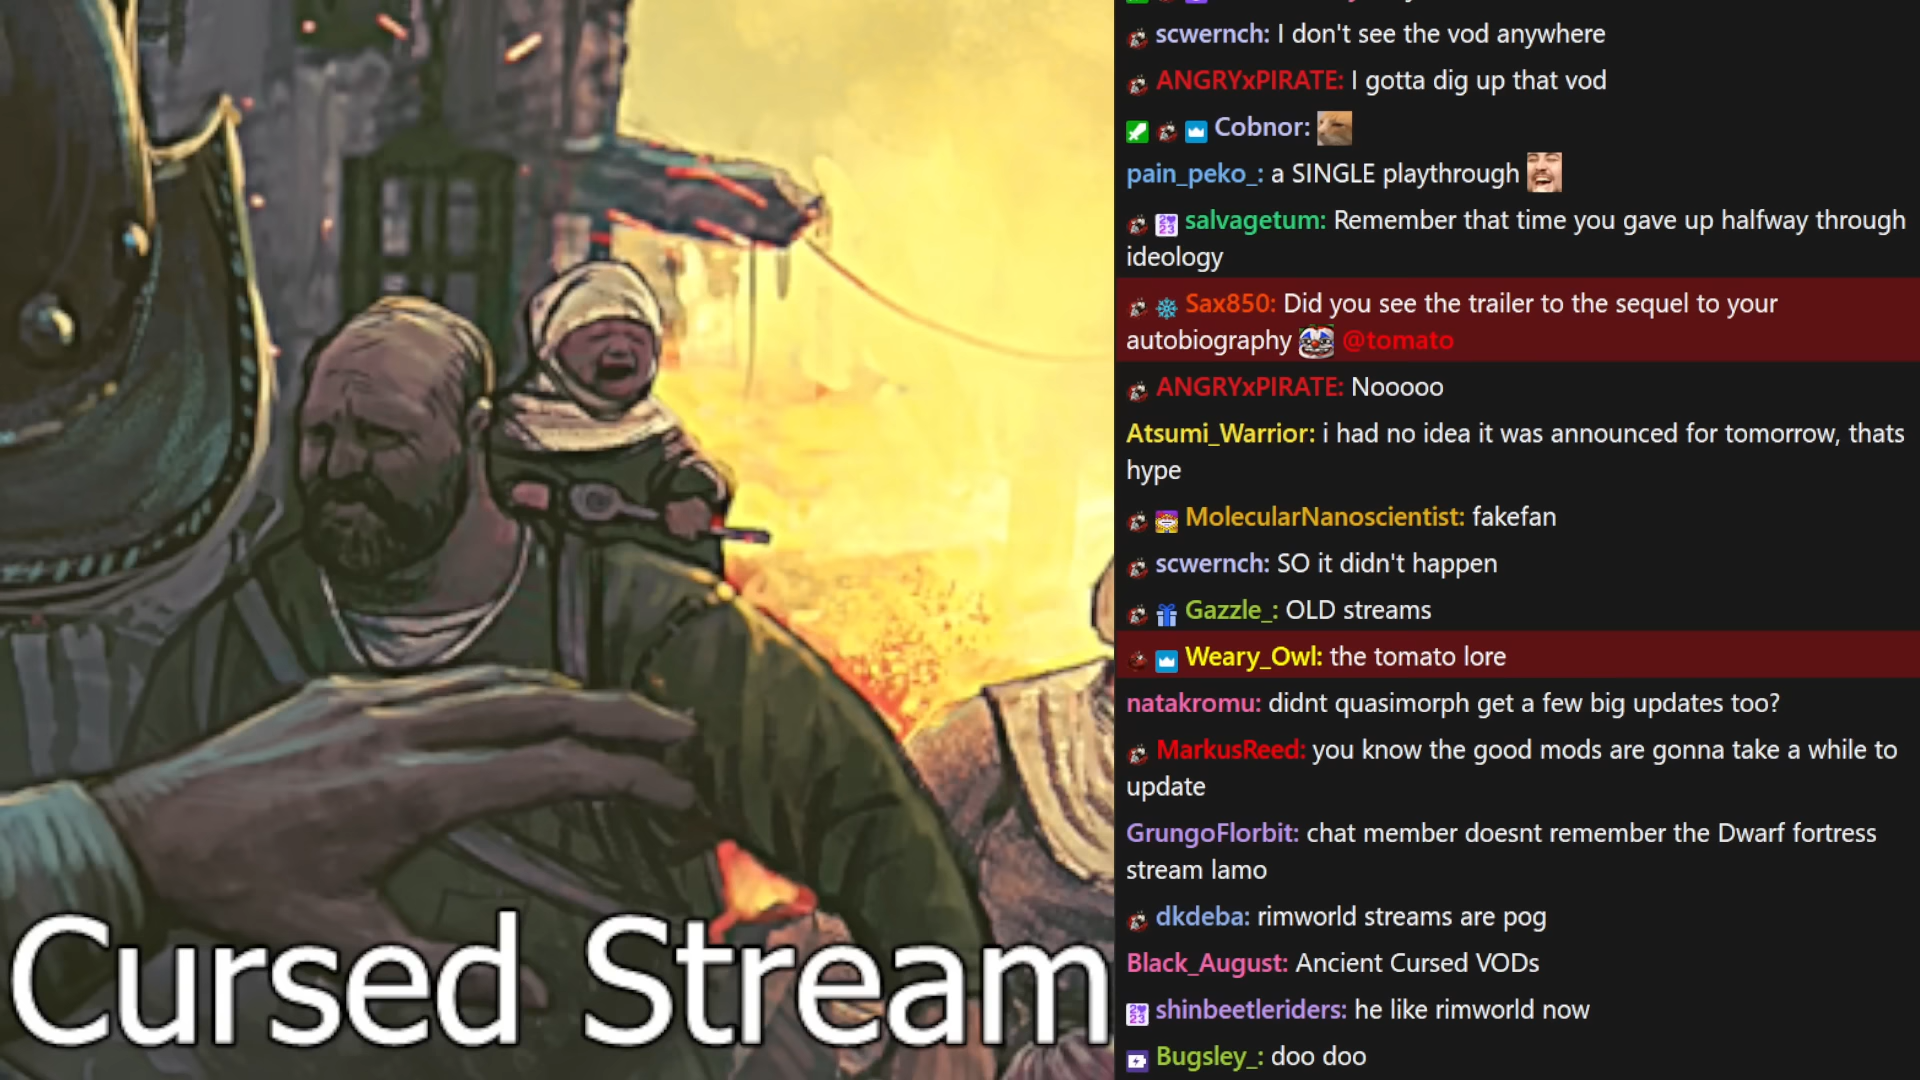 scwernch: I don't see the vod anywhere
ANGRYxPIRATE: I gotta dig up that vod
Cobnor:
pain_peko_: a SINGLE playthrough
salvagetum: Remember that time you gave up halfway through
ideology
Sax850: Did you see the trailer to the sequel to your
autobiography @tomato
ANGRYxPIRATE: Nooooo
Atsumi_Warrior: i had no idea it was announced for tomorrow, thats
hype
MolecularNanoscientist: fakefan
scwernch: SO it didn't happen
Gazzle_: OLD streams
Weary_Owl: the tomato lore
natakromu: didnt quasimorph get a few big updates too?
MarkusReed: you know the good mods are gonna take a while to
update
GrungoFlorbit: chat member doesnt remember the Dwarf fortress
stream lamo
dkdeba: rimworld streams are pog
Black_August: Ancient Cursed VODs
shinbeetleriders: he like rimworld now
Bugsley_: doo doo
Cursed Stream